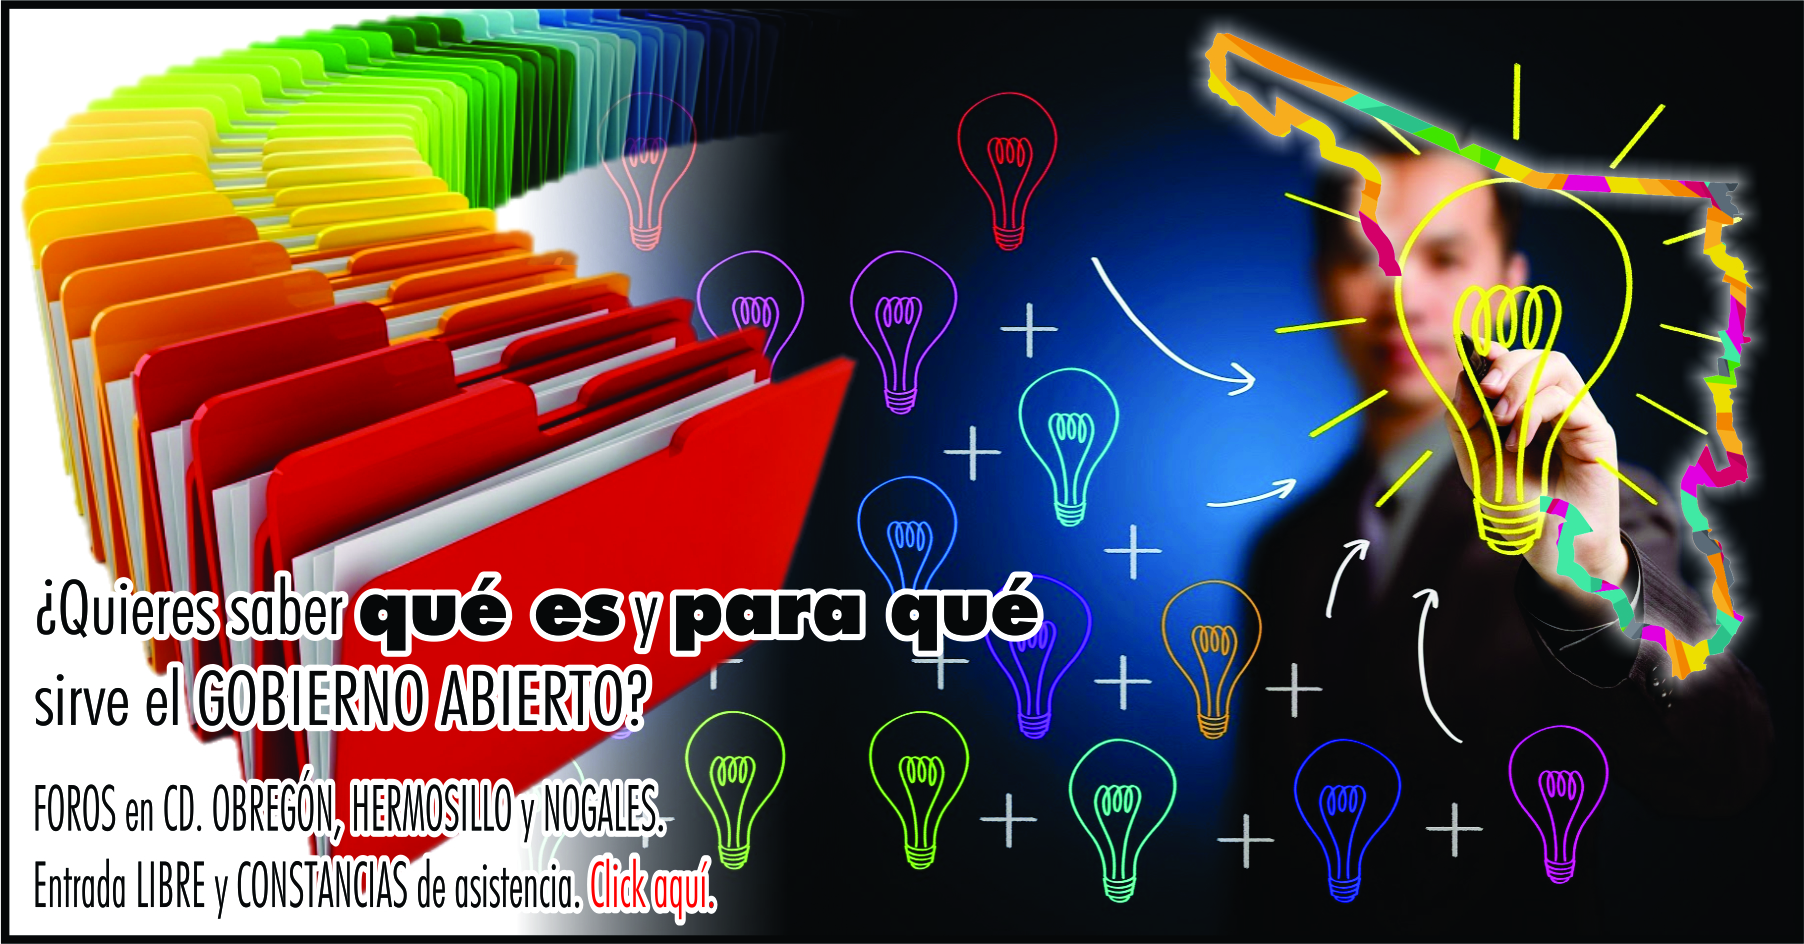 ¿Quieres saber qué es y para qué
sirve el GOBIERNO ABIERTO?
FOROS en CD. OBREGÓN, HERMOSILLO y NOGALES.
Entrada LIBRE y CONSTANCIAS de asistencia. Click aquí.